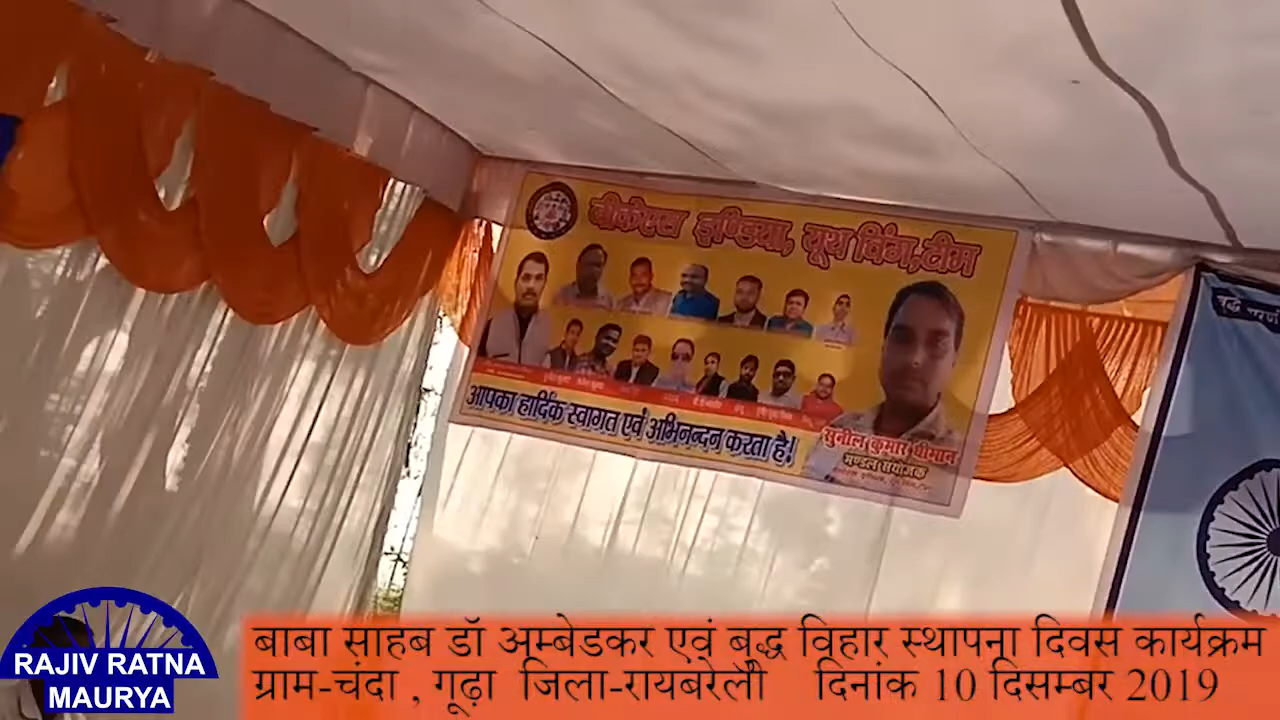 बीकेएस इण्डिया, यूथ विंग,टीम
आपका हार्दिक स्वागत एवं अभिनन्दन करता है!
सुनील कुमार धीमान
मण्डल संयोजक
बुद्ध
RAJIV RATNA
MAURYA
बाबा साहब डॉ अम्बेडकर एवं बुद्ध विहार स्थापना दिवस कार्यक्रम
ग्राम-चंदा , गूढ़ा जिला-रायबरेली दिनांक 10 दिसम्बर 2019